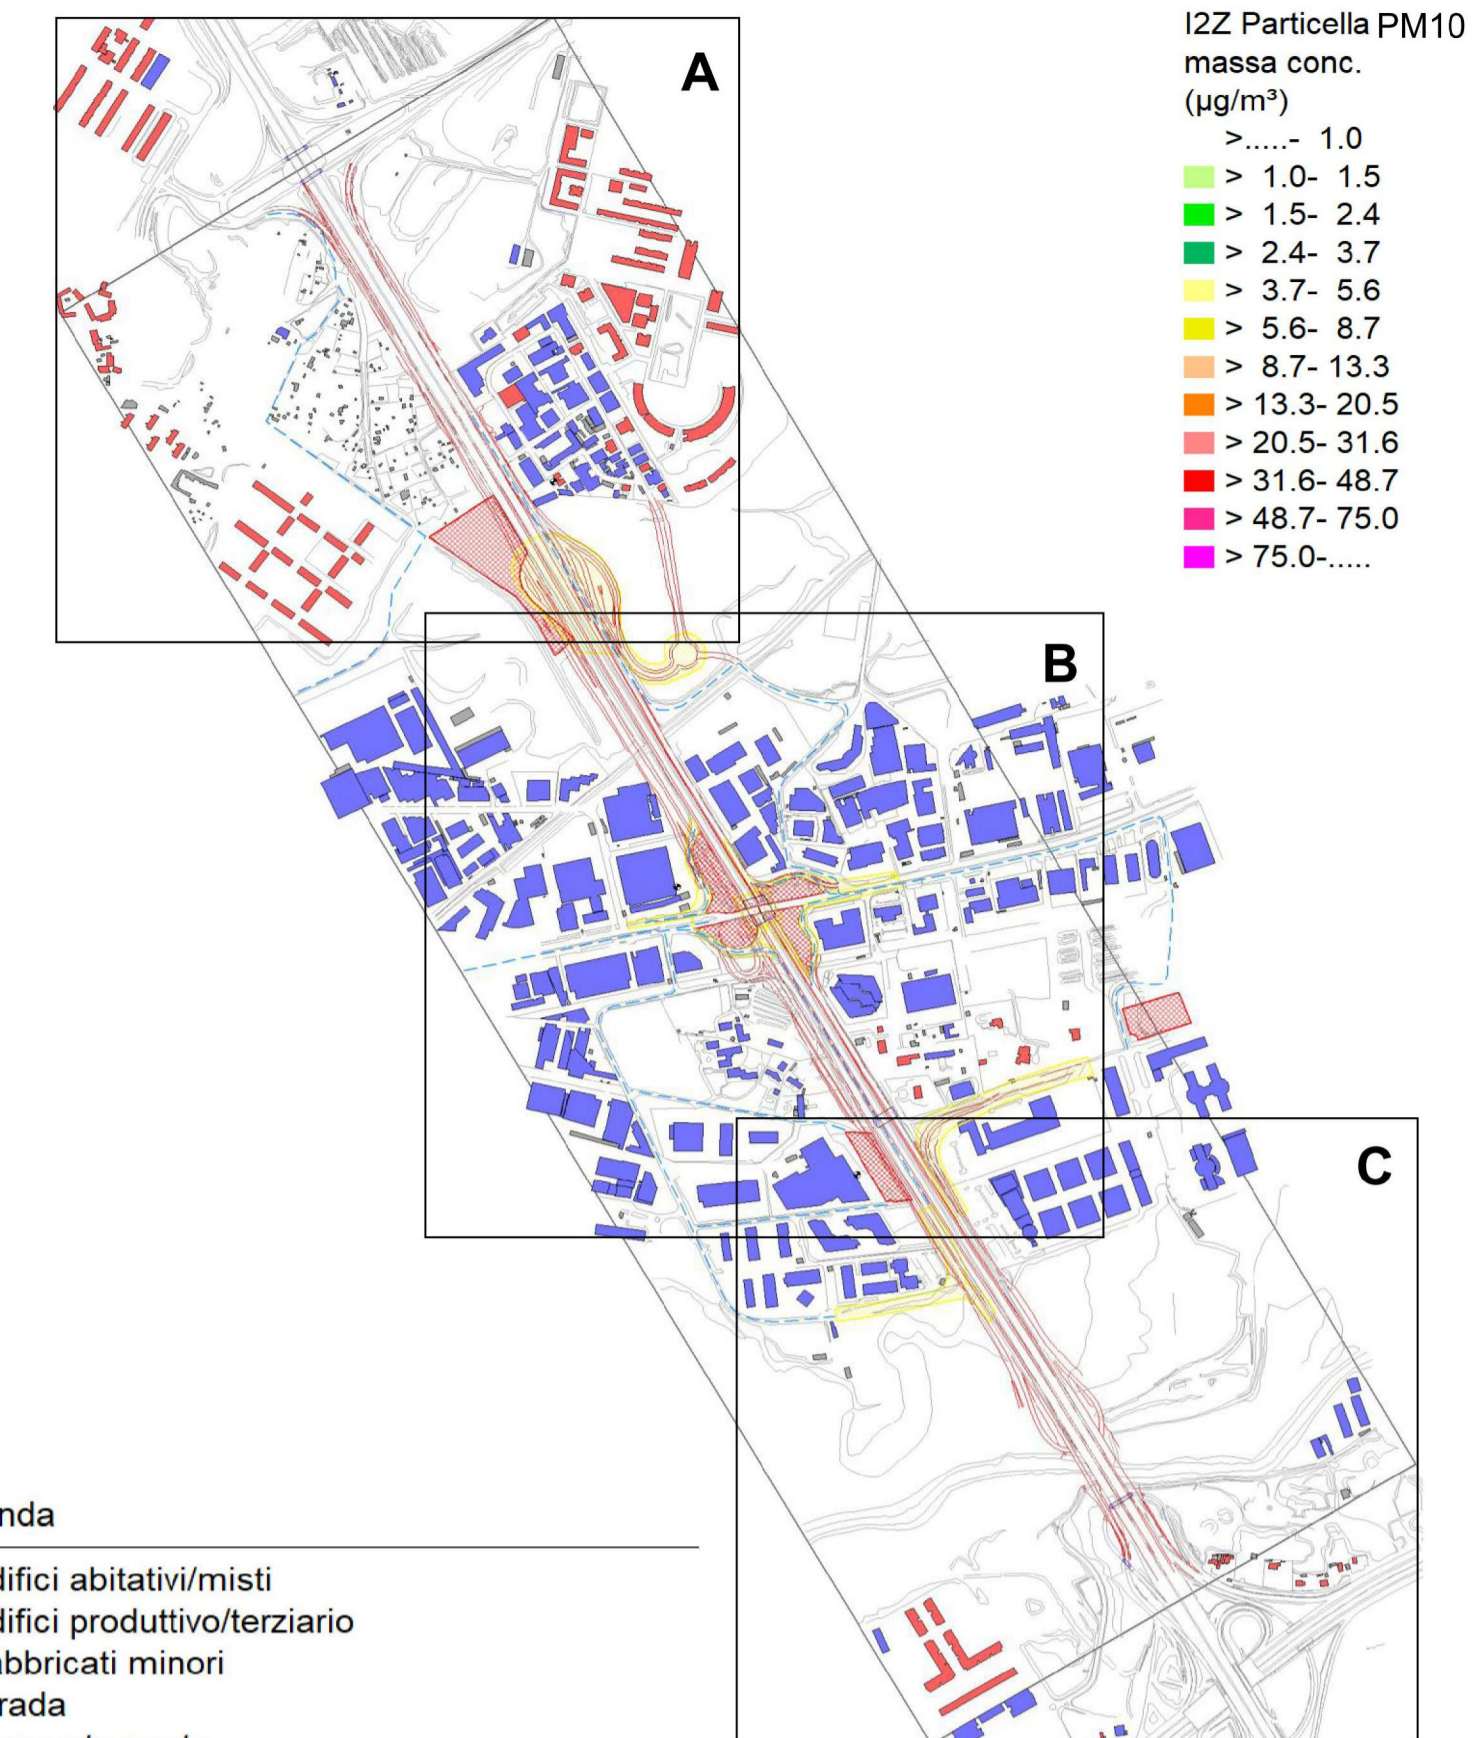 A
B
C
I2Z Particella PM10
massa conc.
(µg/m³)
>.....- 1.0
> 1.0- 1.5
> 1.5- 2.4
> 2.4- 3.7
> 3.7- 5.6
> 5.6- 8.7
> 8.7- 13.3
> 13.3- 20.5
> 20.5- 31.6
> 31.6- 48.7
> 48.7- 75.0
> 75.0-.....
nda
difici abitativi/misti
difici produttivo/terziario
abbricati minori
rada